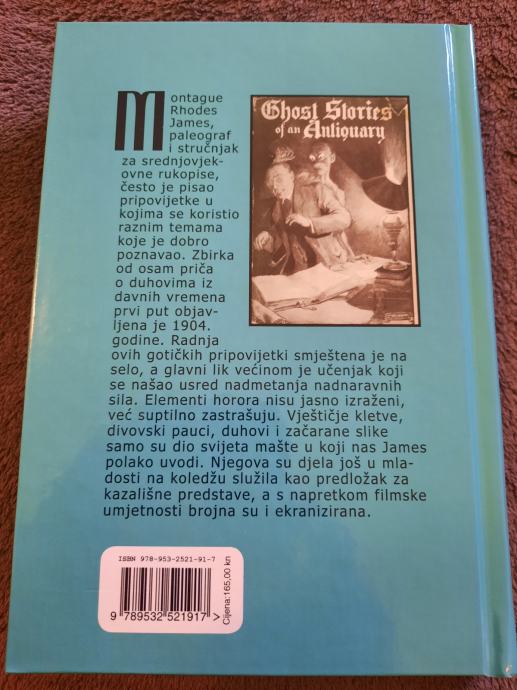 Montague
Rhodes
James,
paleograf
i stručnjak
za srednjovjek-
ovne rukopise,
često je pisao
pripovijetke u
kojima se koristio
raznim temama
koje je dobro
poznavao. Zbirka
od osam priča
o duhovima iz
davnih vremena
prvi put objav-
ljena je 1904.
godine. Radnja
ovih gotičkih pripovijetki smještena je na
selo, a glavni lik većinom je učenjak koji
se našao usred nadmetanja nadnaravnih
sila. Elementi horora nisu jasno izraženi,
već suptilno zastrašuju. Vještičje kletve,
divovski pauci, duhovi i začarane slike
samo su dio svijeta mašte u koji nas James
polako uvodi. Njegova su djela još u mla-
dosti na koledžu služila kao predložak za
kazališne predstave, a s napretkom filmske
umjetnosti brojna su i ekranizirana.
Ghost Stories
of an Antiquary
ISBN 978-953-2521-91-7
9 789532 521917 >
Cijena:165,00 kn